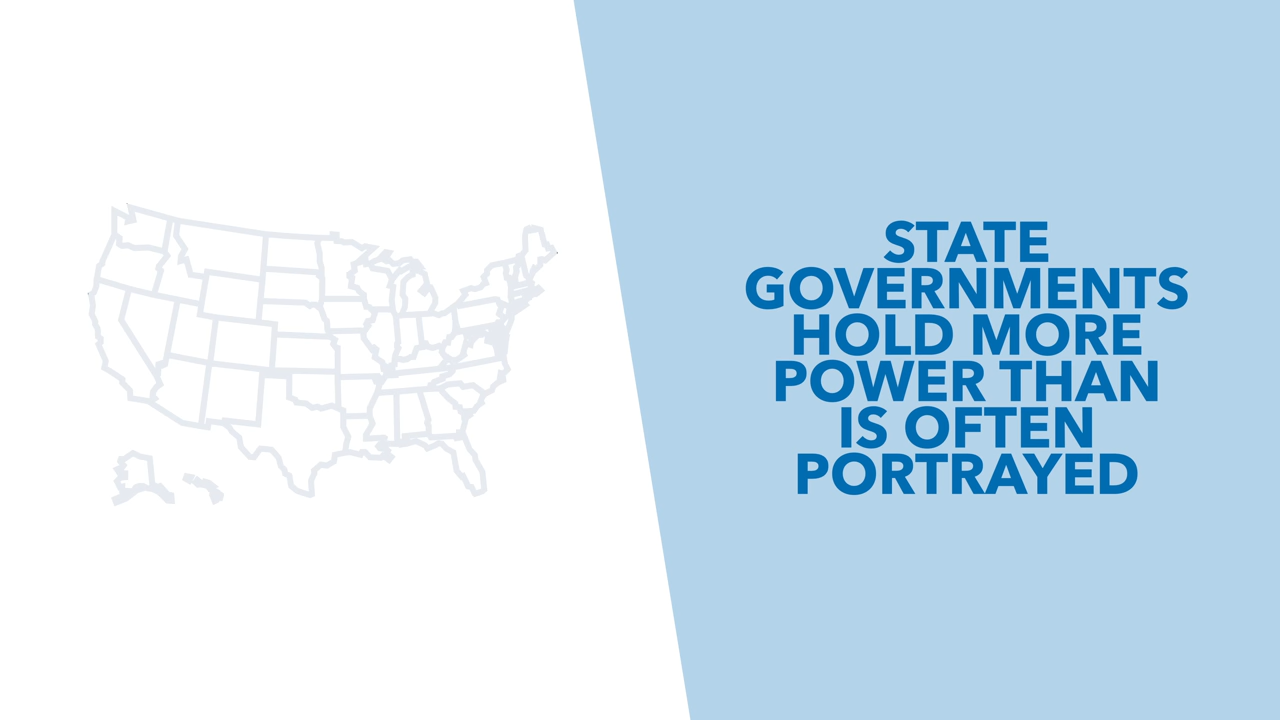 STATE
GOVERNMENTS
HOLD MORE
POWER THAN
IS OFTEN
PORTRAYED